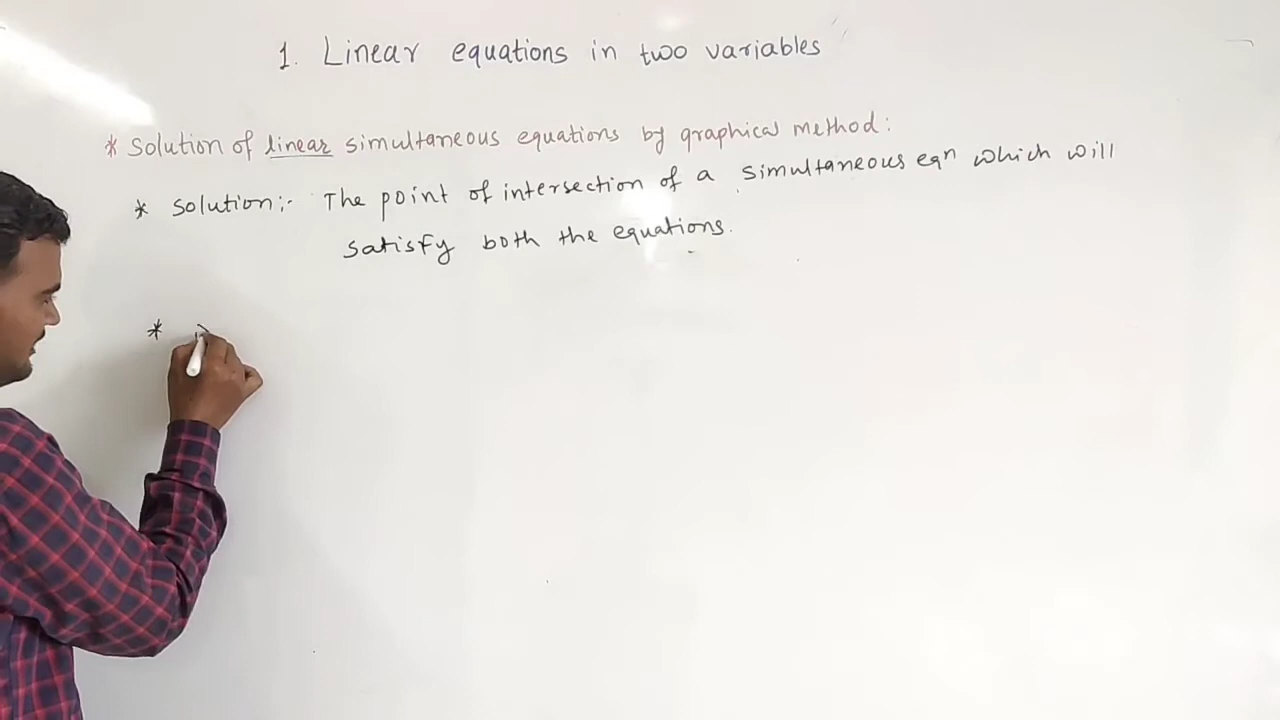 1. Linear equations in two variables
* Solution of linear simultaneous equations by graphical method:
* Solution:- The point of intersection of a simultaneous eqn which will
satisfy both the equations.
*